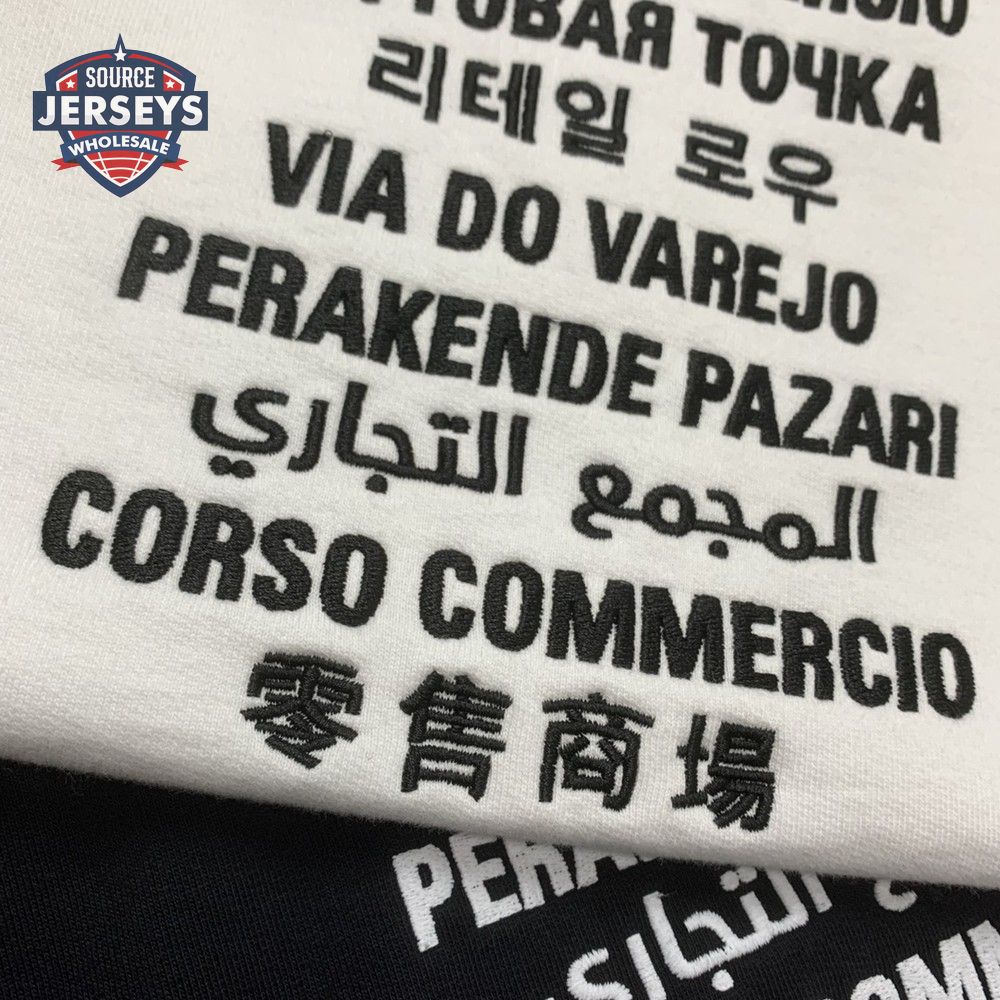 SOURCE
JERSEYS
WHOLESALE
ТОЧКА
리테일 로우
VIA DO VAREJO
PERAKENDE PAZARI
المجمع التجاري
CORSO COMMERCIO
零售商場
التجاري